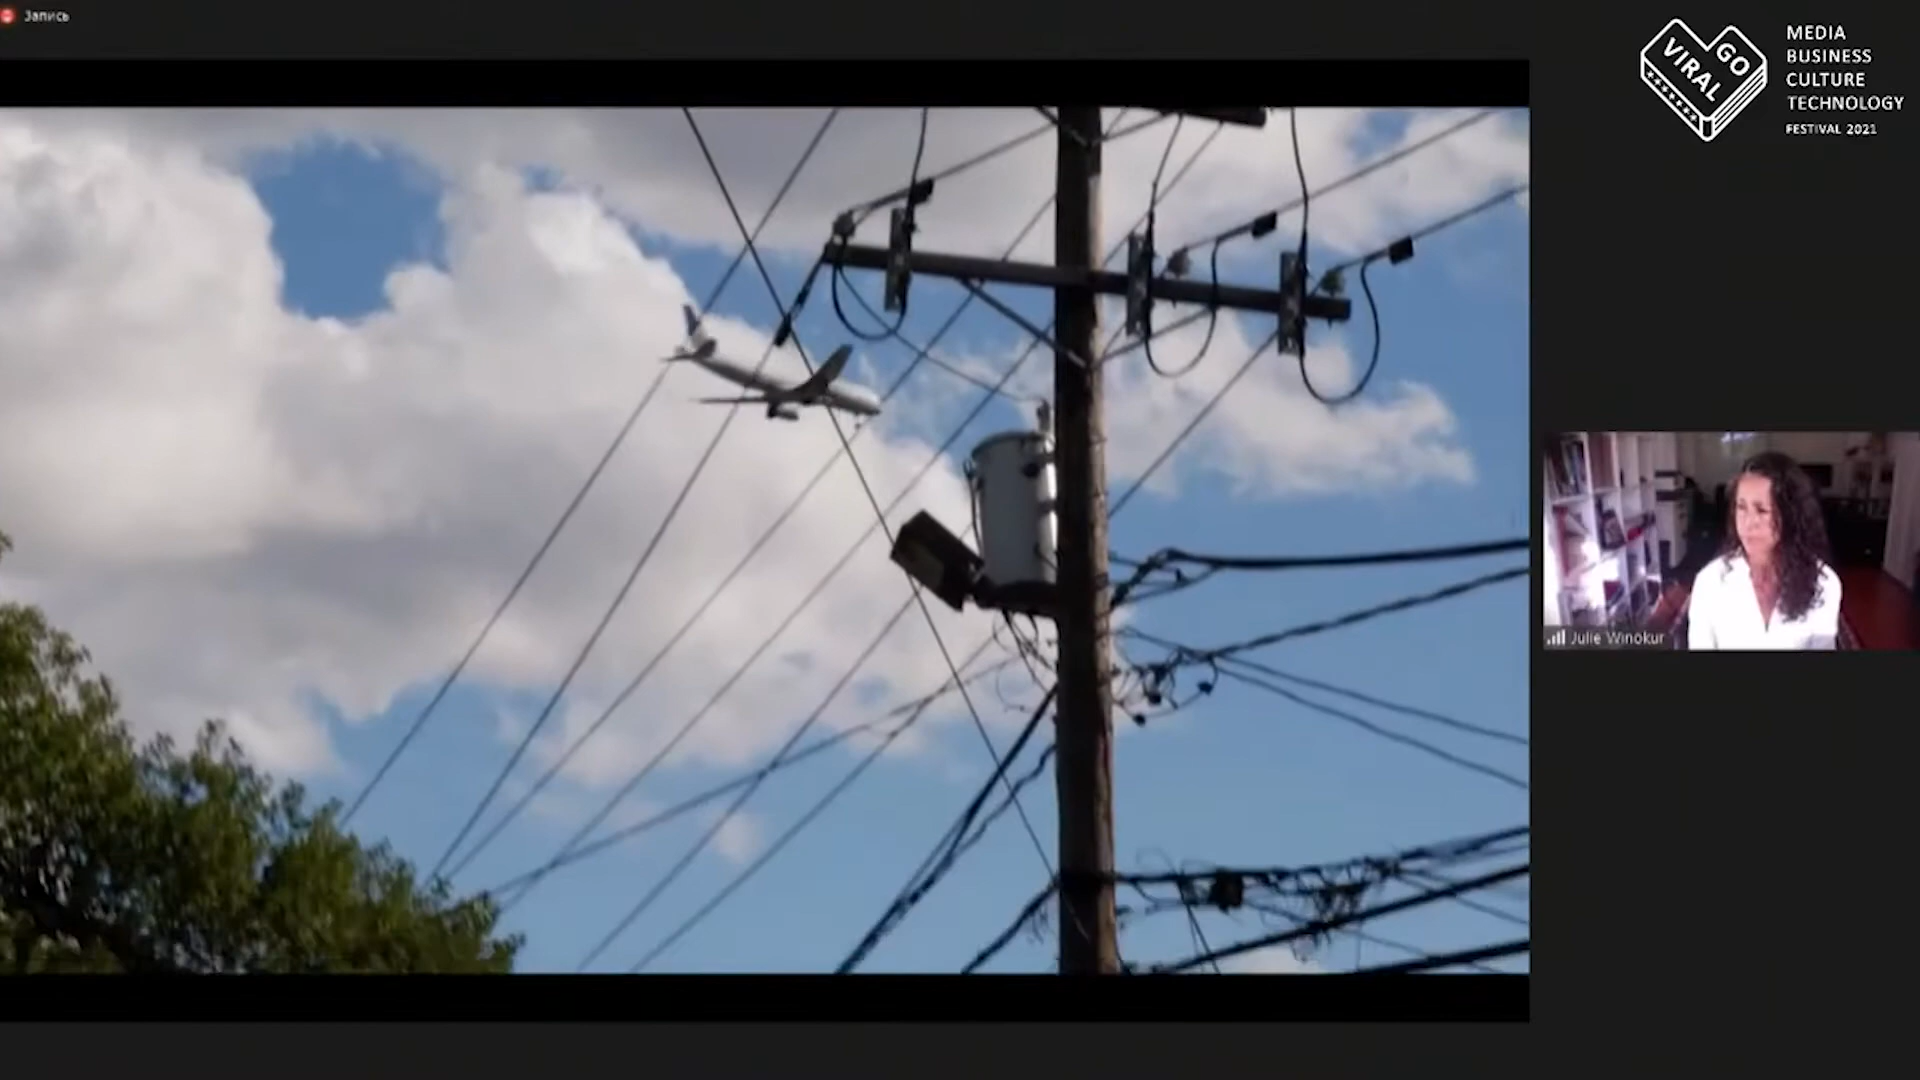 Запись
VIRAL
GO
MEDIA
BUSINESS
CULTURE
TECHNOLOGY
FESTIVAL 2021
Julie Winokur